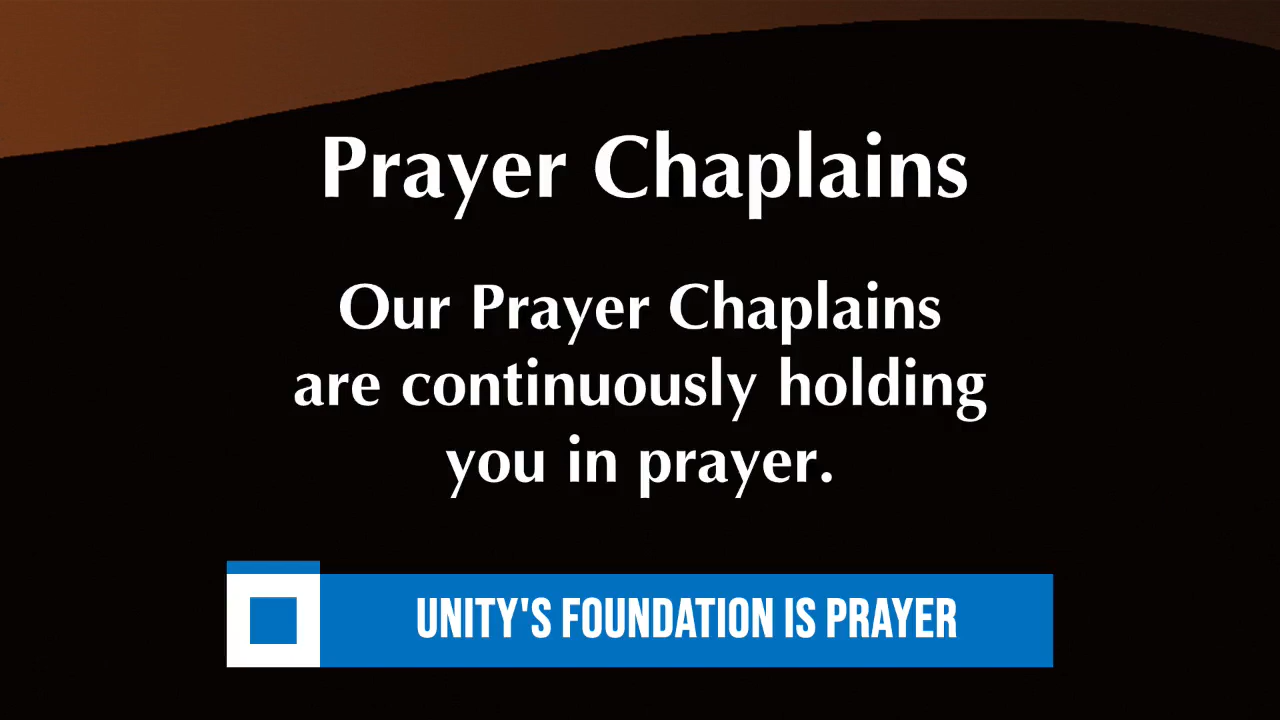 Prayer Chaplains
Our Prayer Chaplains
are continuously holding
you in prayer.
UNITY'S FOUNDATION IS PRAYER